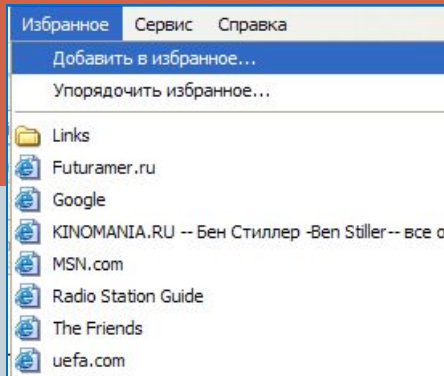 Избранное Сервис Справка
Добавить в избранное...
Упорядочить избранное...
Links
Futuramer.ru
Google
KINOMANIA.RU -- Бен Стиллер -Ben Stiller-- все о
MSN.com
Radio Station Guide
The Friends
uefa.com